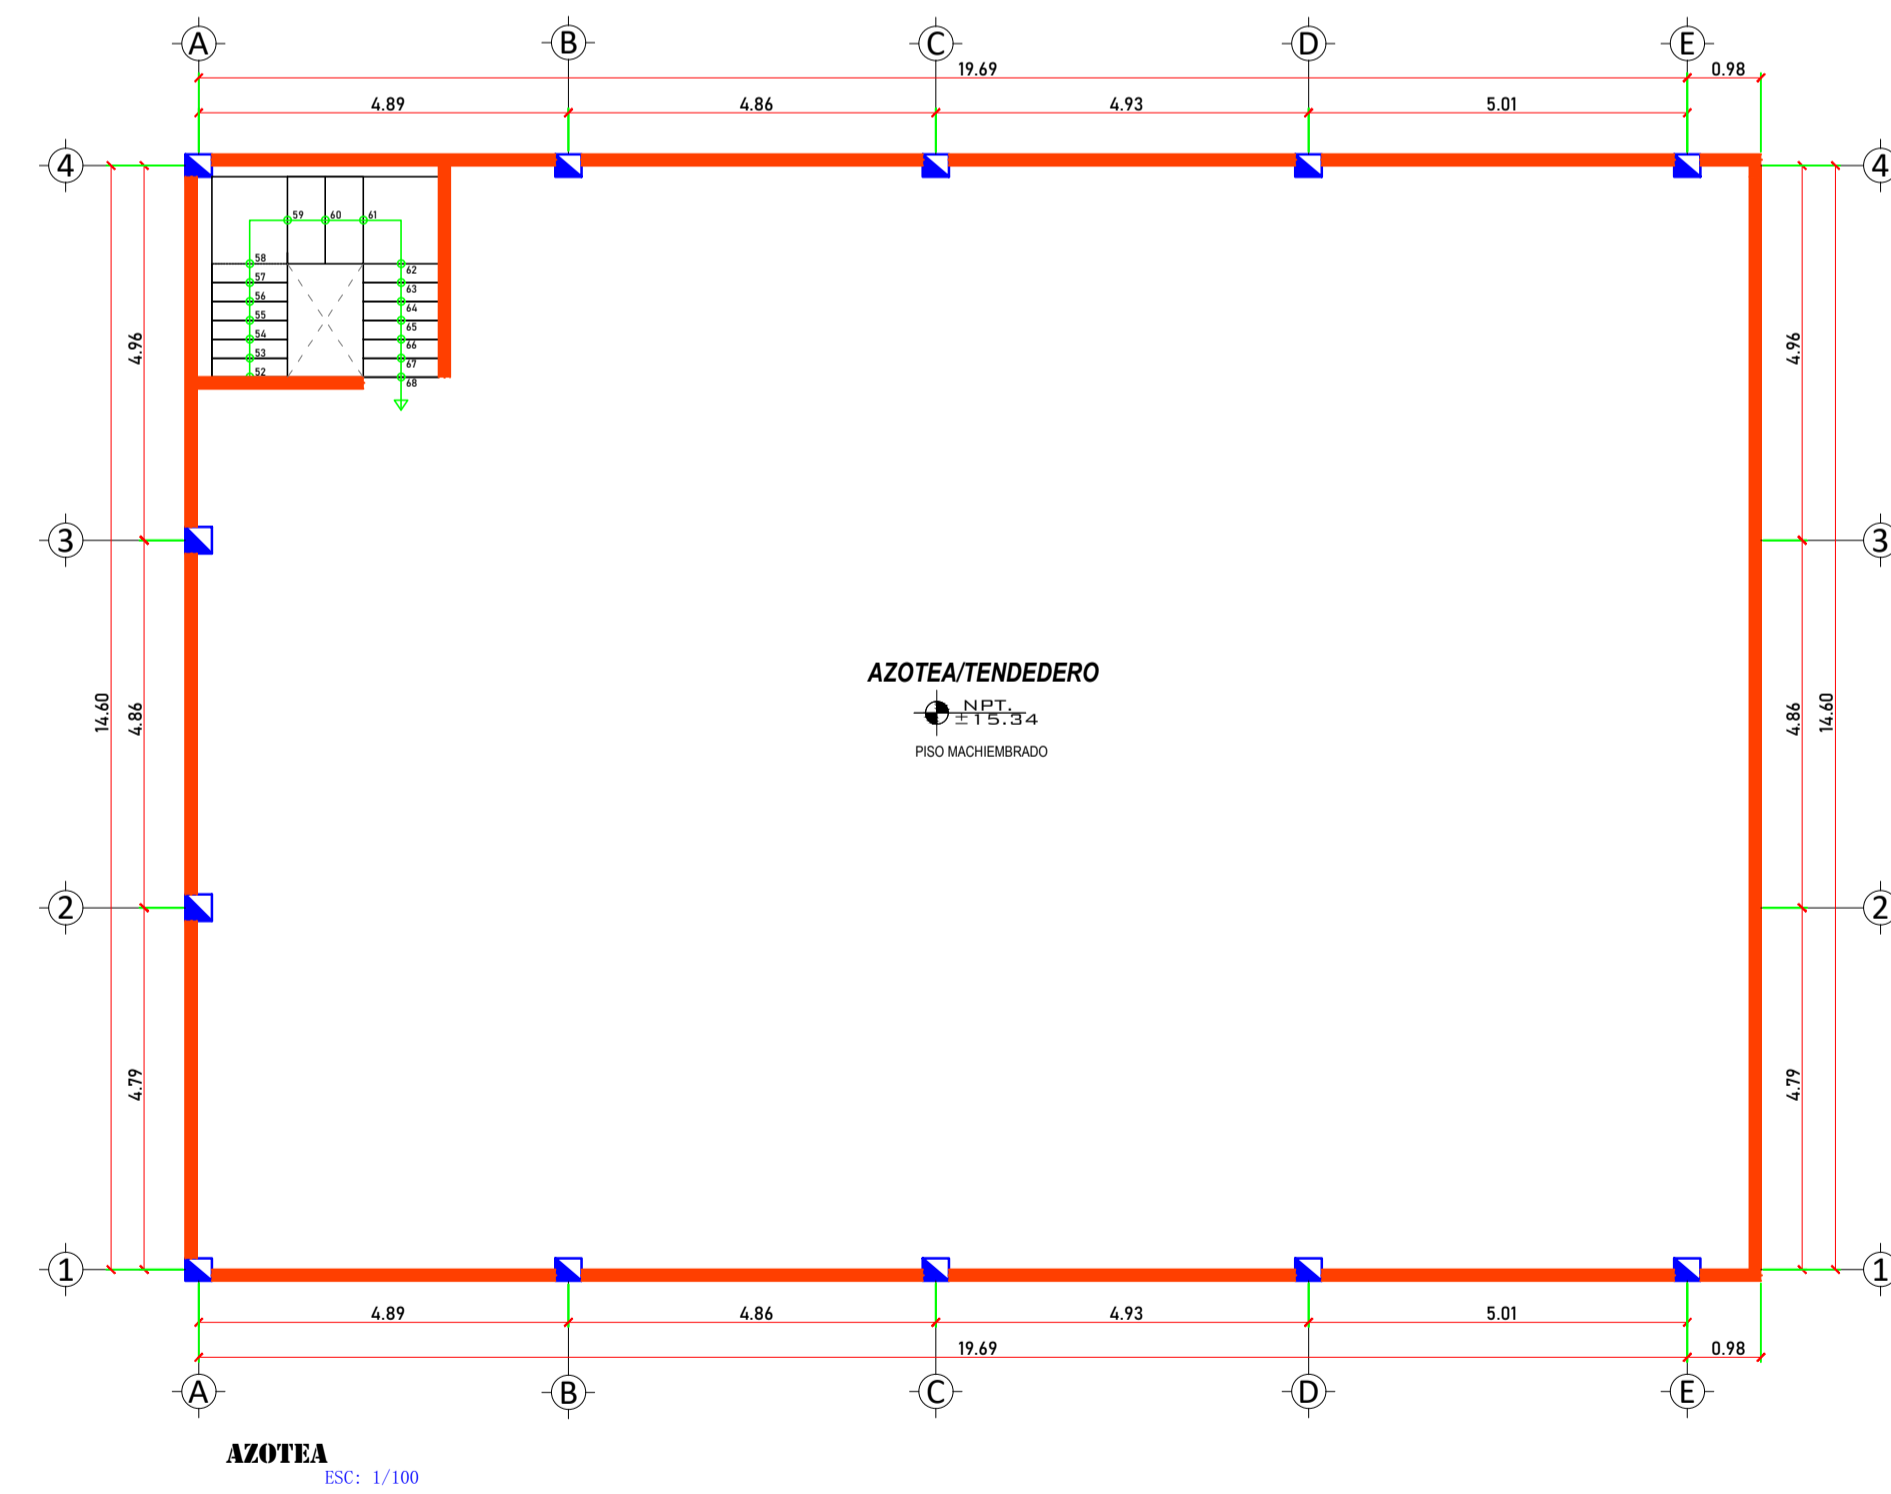 A B C D E
19.69 0.98
4.89 4.86 4.93 5.01
4 4
59 60 61
58 62
57 63
56 64
55 65
54 66
53 67
52 68
4.96 4.96
3 3
AZOTEA/TENDEDERO
NPT.
±15.34
PISO MACHIEMBRADO
14.60 4.86 4.86 14.60
2 2
4.79 4.79
1 1
4.89 4.86 4.93 5.01
19.69 0.98
A B C D E
AZOTEA
ESC: 1/100